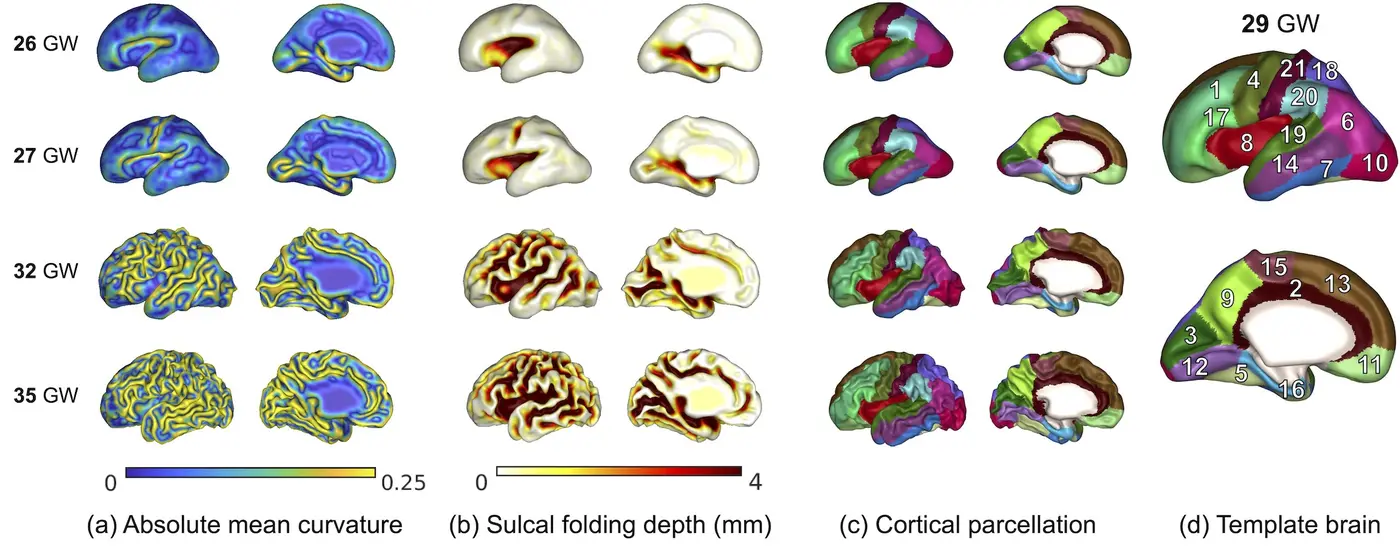 26 GW
27 GW
32 GW
35 GW
0 0.25
(a) Absolute mean curvature
0 4
(b) Sulcal folding depth (mm)
(c) Cortical parcellation
29 GW
21 18
4
1 20
17 6
8 19
14 7 10
15
2 13
9
3
12 5 11
16
(d) Template brain